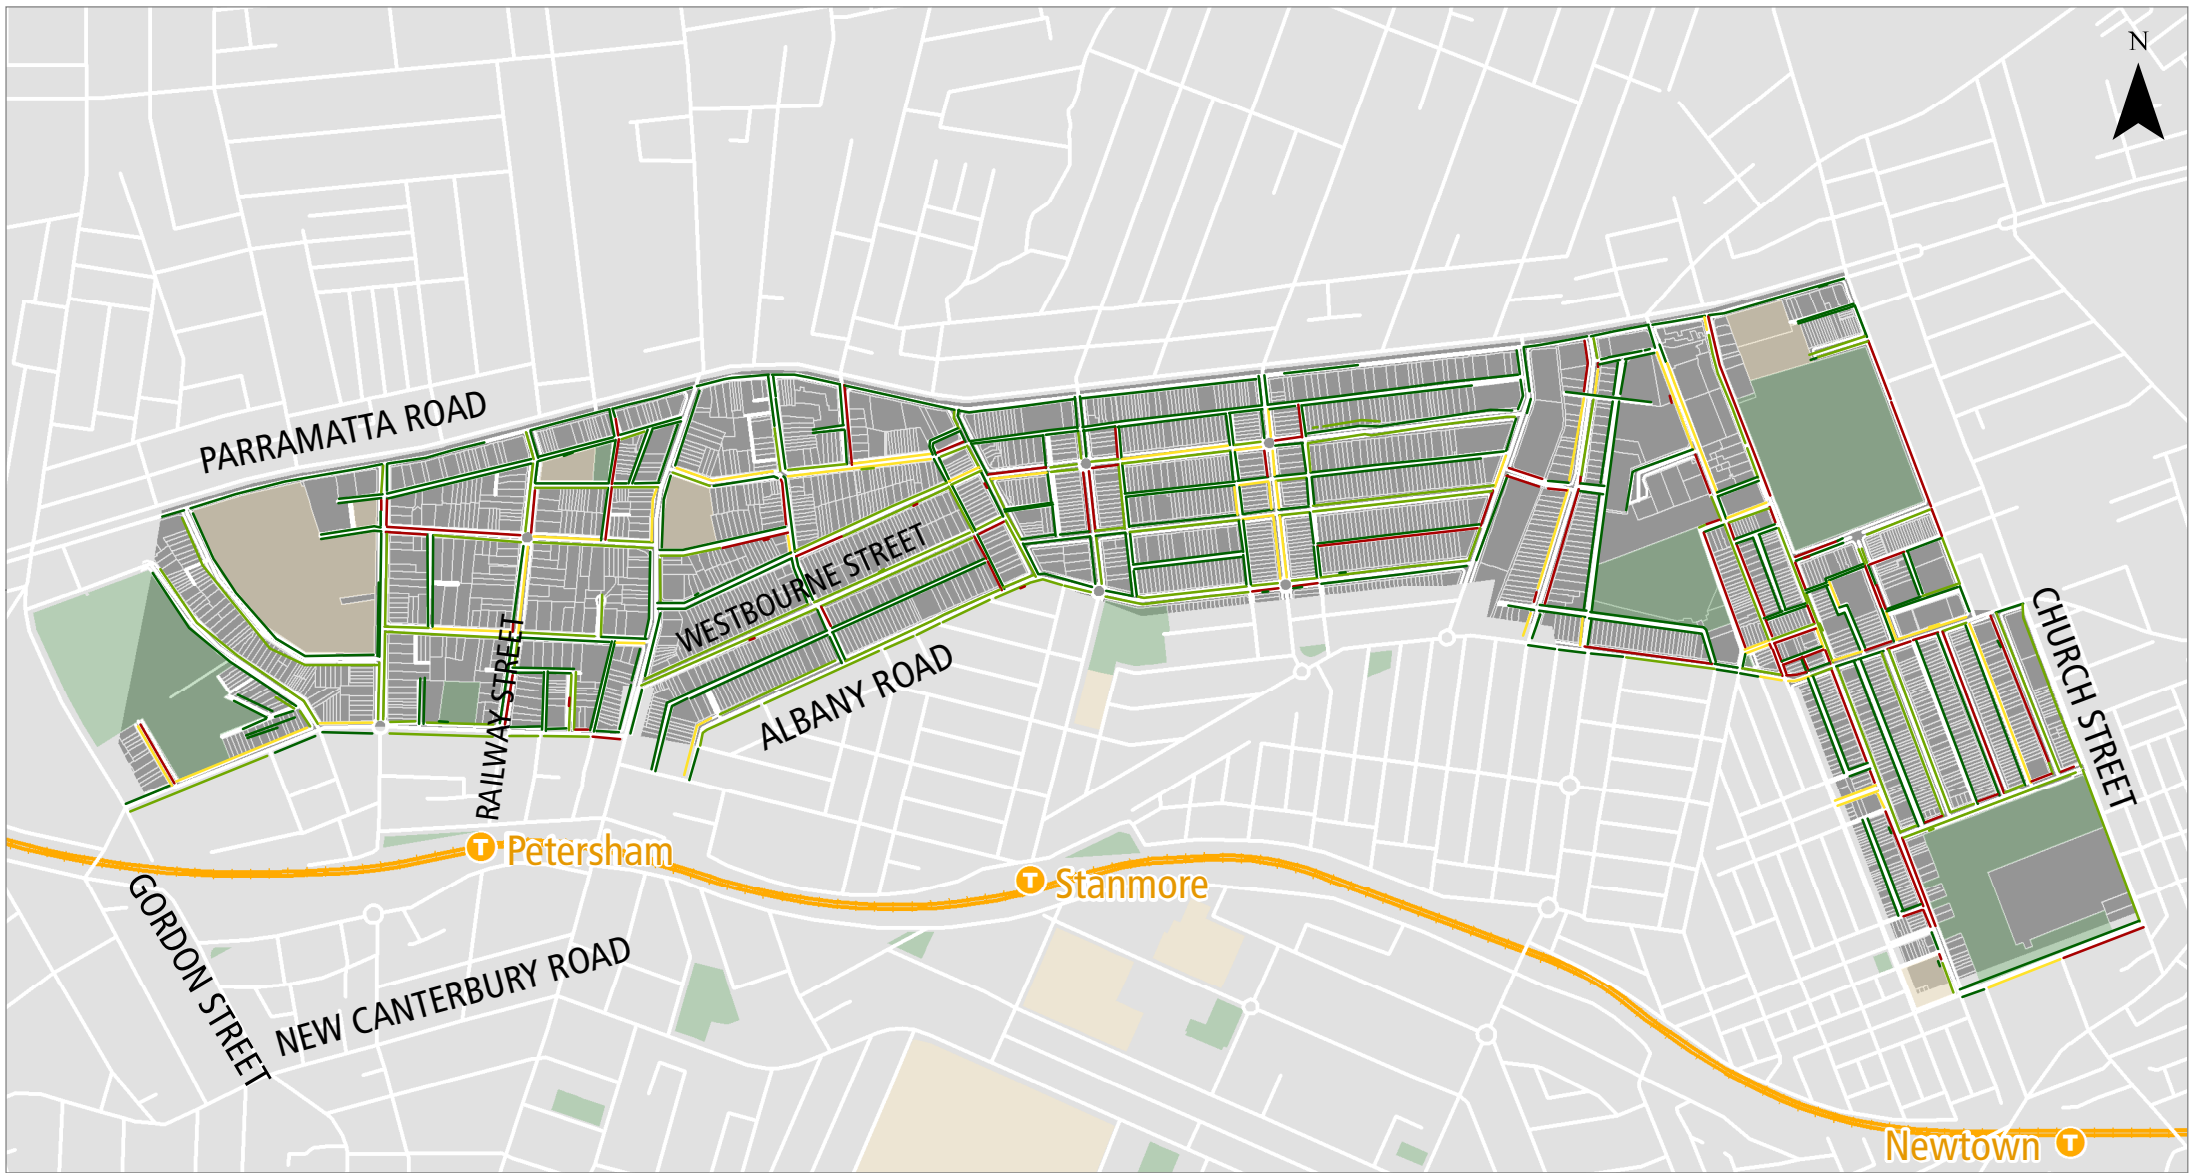 N
PARRAMATTA ROAD
WESTBOURNE STREET
CHURCH STREET
ALBANY ROAD
RAILWAY STREET
T Petersham
T Stanmore
GORDON STREET
NEW CANTERBURY ROAD
Newtown T